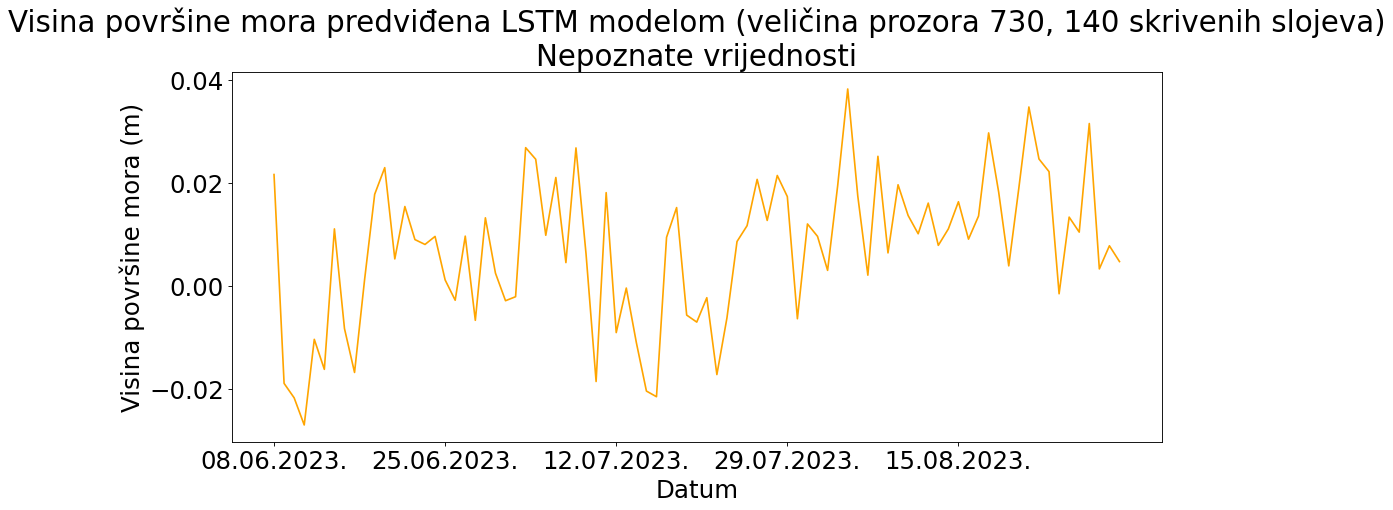 Visina površine mora predviđena LSTM modelom (veličina prozora 730, 140 skrivenih slojeva)
Nepoznate vrijednosti
Visina površine mora (m)
0.04
0.02
0.00
−0.02
08.06.2023. 25.06.2023. 12.07.2023. 29.07.2023. 15.08.2023.
Datum